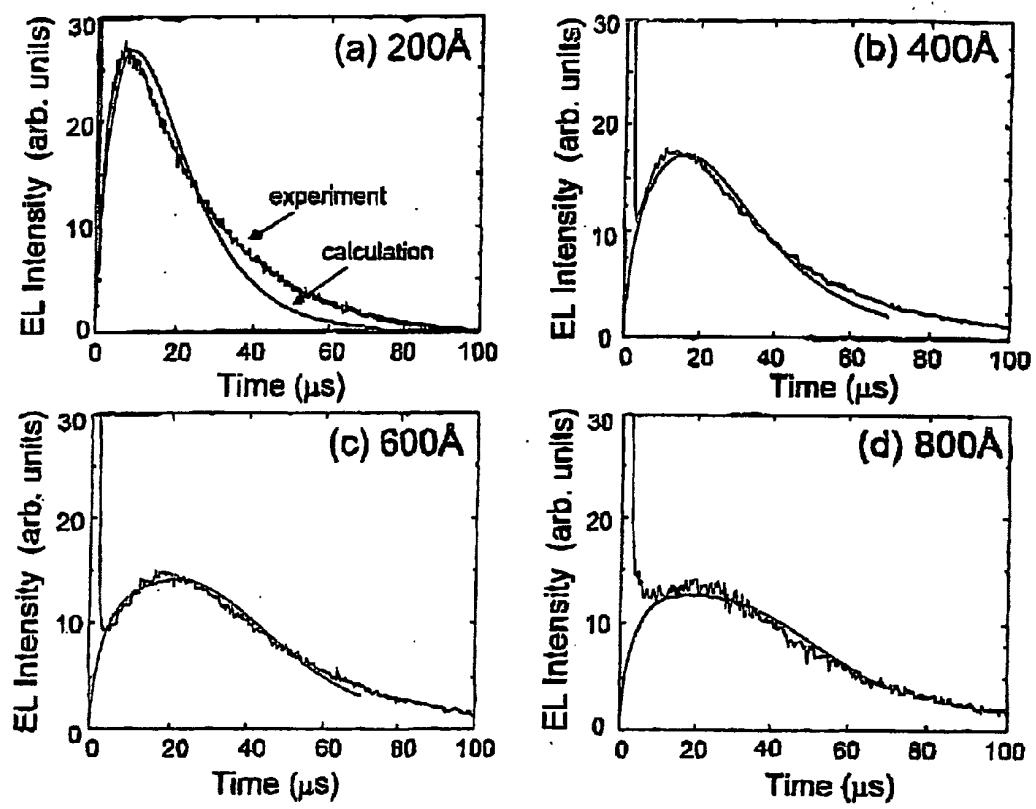 (a) 200Å
EL Intensity (arb. units)
30
20
10
0
experiment
calculation
0 20 40 60 80 100
Time (μs)
(b) 400Å
EL Intensity (arb. units)
30
20
10
0
0 20 40 60 80 100
Time (μs)
(c) 600Å
EL Intensity (arb. units)
30
20
10
0
0 20 40 60 80 100
Time (μs)
(d) 800Å
EL Intensity (arb. units)
30
20
10
0
0 20 40 60 80 100
Time (μs)